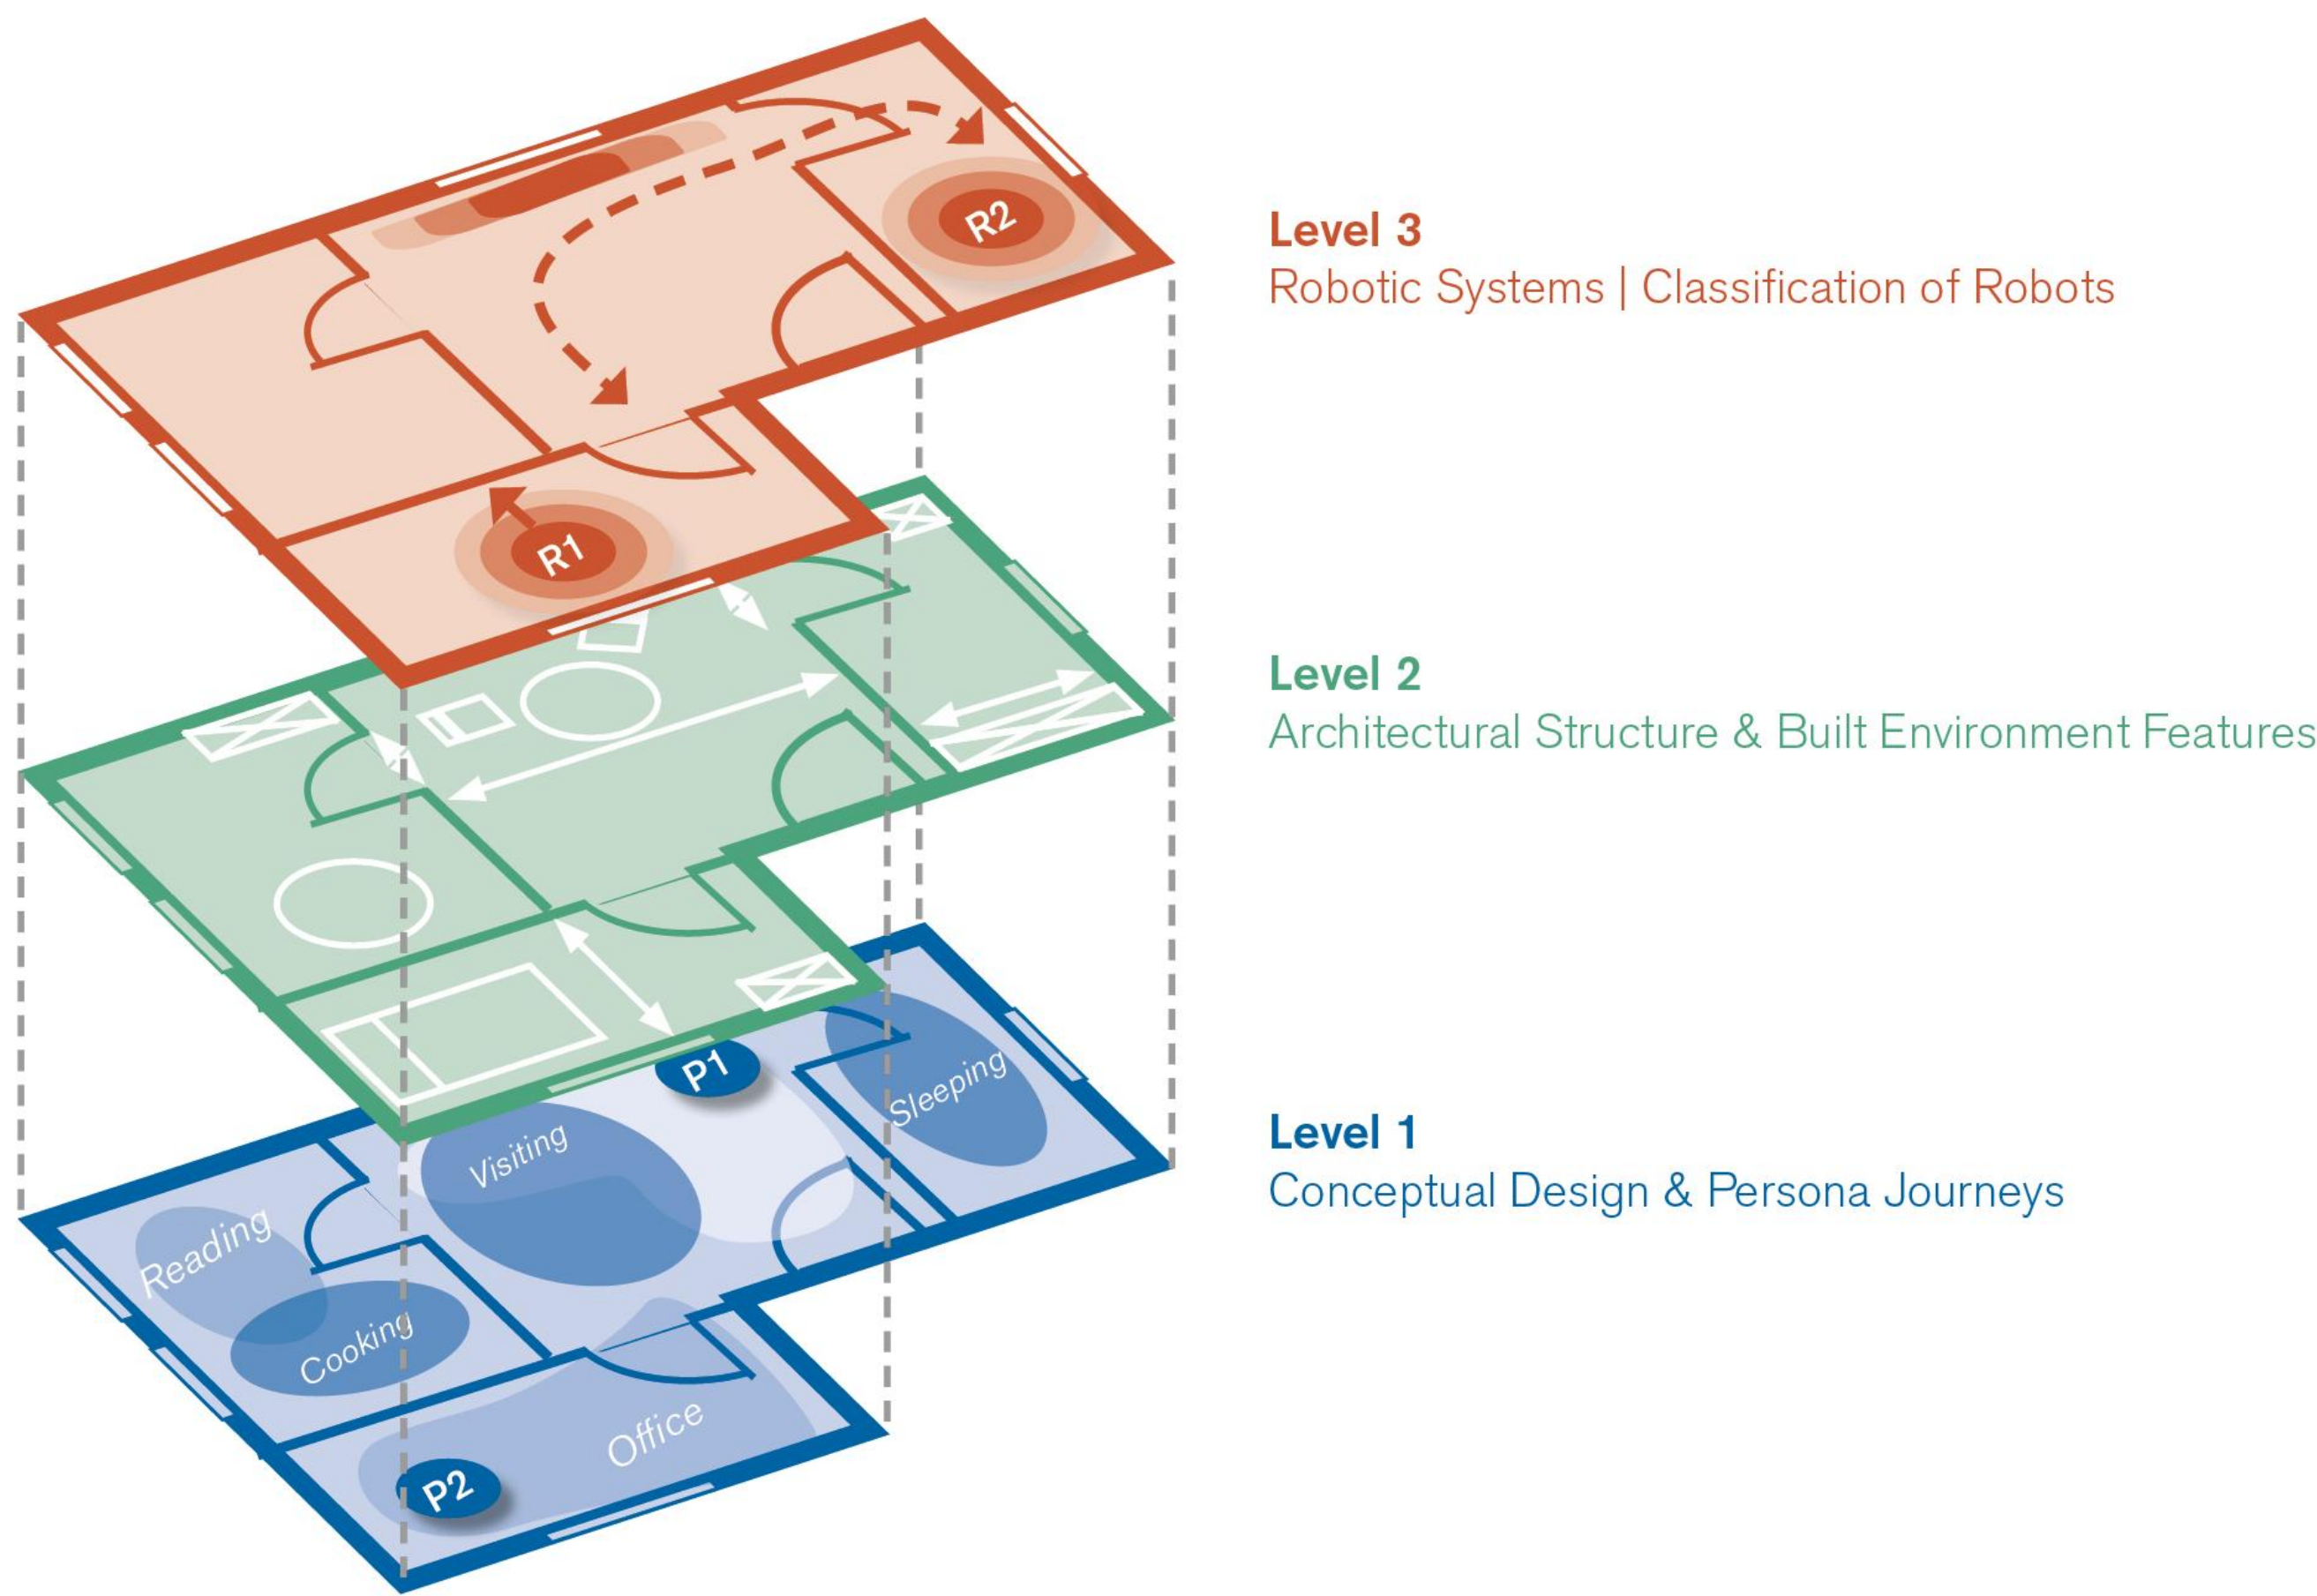 R2
Level 3
Robotic Systems | Classification of Robots
R1
Level 2
Architectural Structure & Built Environment Features
P1
Sleeping
Visiting
Level 1
Conceptual Design & Persona Journeys
Reading
Cooking
Office
P2